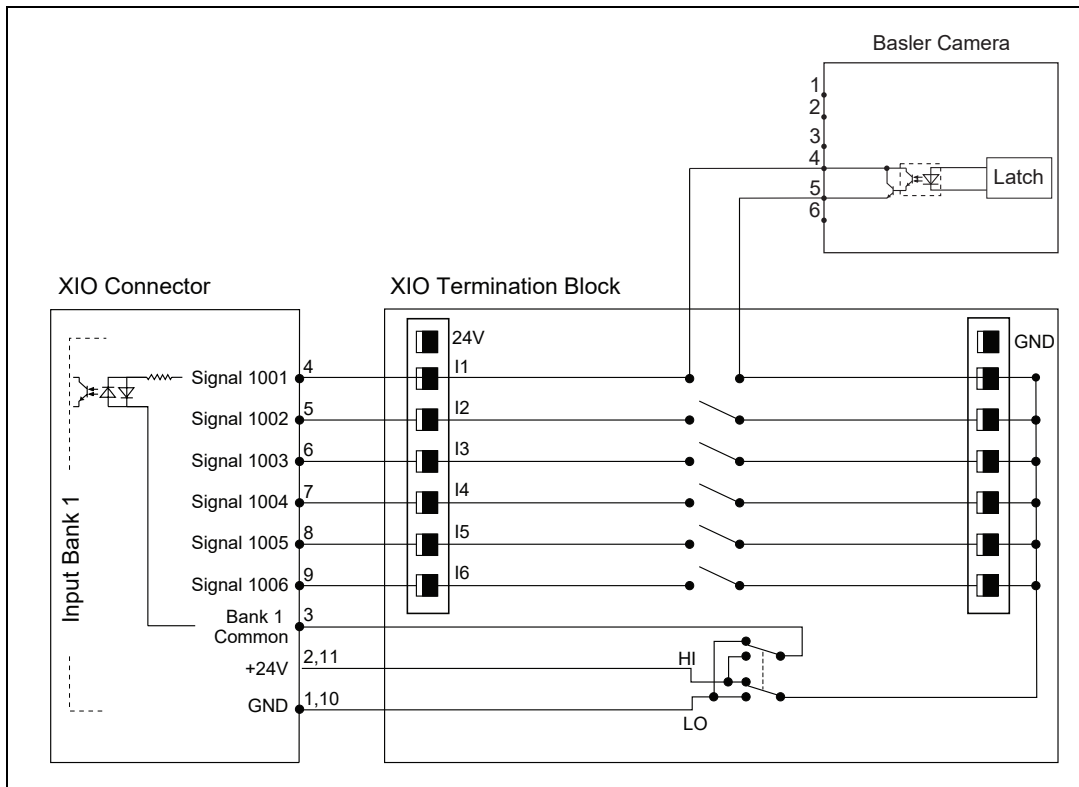 Basler Camera
1
2
3
4
5
6
Latch
XIO Connector
XIO Termination Block
24V
GND
Input Bank 1
Signal 1001
4
I1
Signal 1002
5
I2
Signal 1003
6
I3
Signal 1004
7
I4
Signal 1005
8
I5
Signal 1006
9
I6
Bank 1
Common
3
+24V
2,11
HI
GND
1,10
LO